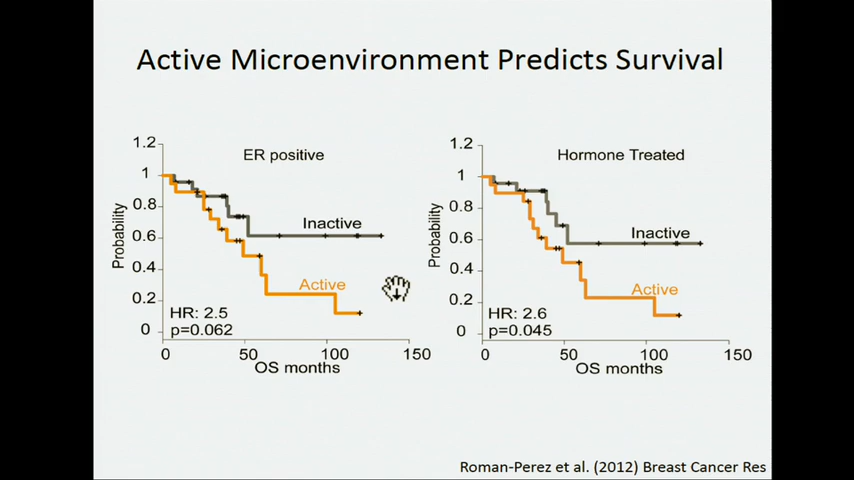 Active Microenvironment Predicts Survival
1.2
1
0.8
0.6
0.4
0.2
0
Probability
ER positive
Inactive
Active
HR: 2.5
p=0.062
0
50
100
150
OS months
1.2
1
0.8
0.6
0.4
0.2
0
Probability
Hormone Treated
Inactive
Active
HR: 2.6
p=0.045
0
50
100
150
OS months
Roman-Perez et al. (2012) Breast Cancer Res